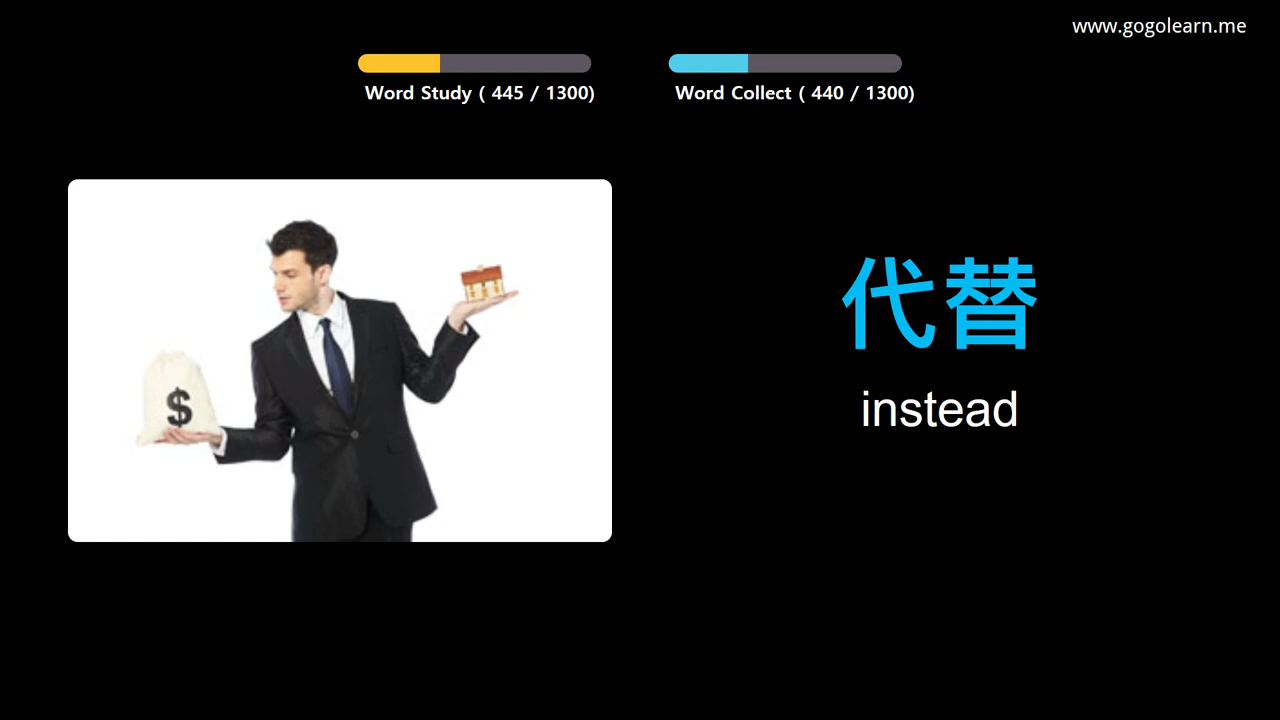 www.gogolearn.me
Word Study ( 445 / 1300)
Word Collect ( 440 / 1300)
$
代替
instead